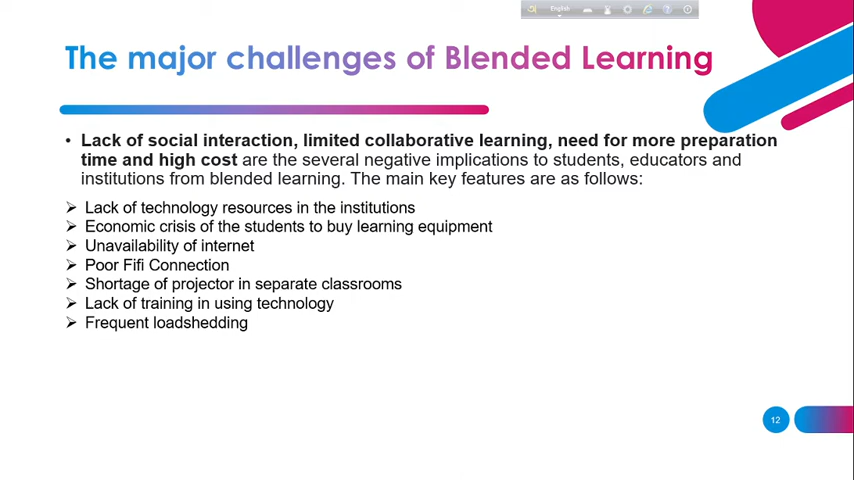 English
The major challenges of Blended Learning
• Lack of social interaction, limited collaborative learning, need for more preparation
time and high cost are the several negative implications to students, educators and
institutions from blended learning. The main key features are as follows:
➢ Lack of technology resources in the institutions
➢ Economic crisis of the students to buy learning equipment
➢ Unavailability of internet
➢ Poor Fifi Connection
➢ Shortage of projector in separate classrooms
➢ Lack of training in using technology
➢ Frequent loadshedding
12